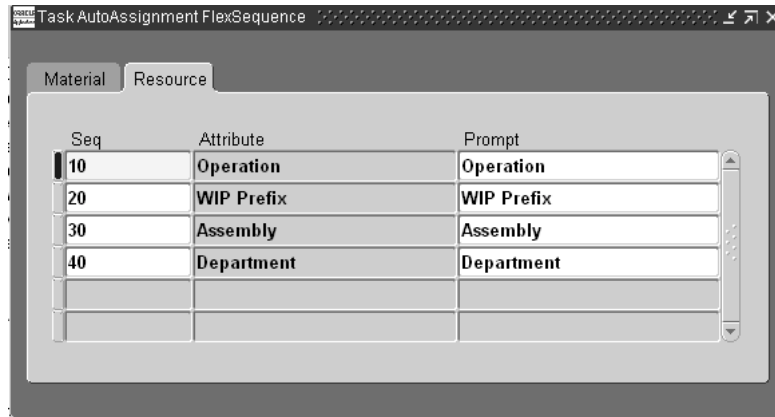 Task AutoAssignment FlexSequence
Material Resource
Seq Attribute Prompt
10 Operation Operation
20 WIP Prefix WIP Prefix
30 Assembly Assembly
40 Department Department